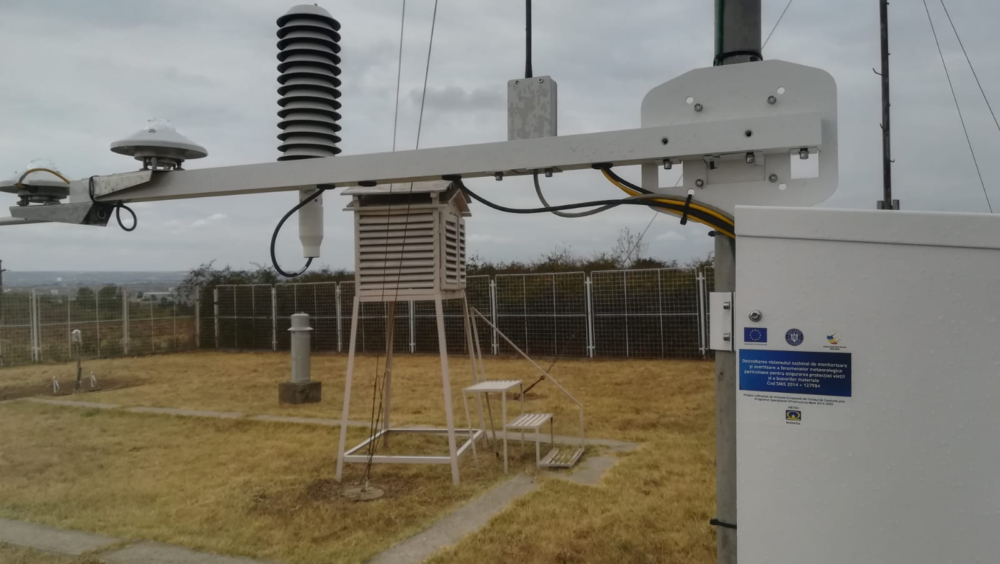 Dezvoltarea sistemului național de monitorizare
și avertizare a fenomenelor meteorologice
periculoase pentru asigurarea protecției vieții
și a bunurilor materiale
Cod SMIS 2014 + 127994
Proiect cofinanțat de Uniunea Europeană din Fondul de Coeziune prin
Programul Operațional Infrastructura Mare 2014-2020
METEO
ROMANIA